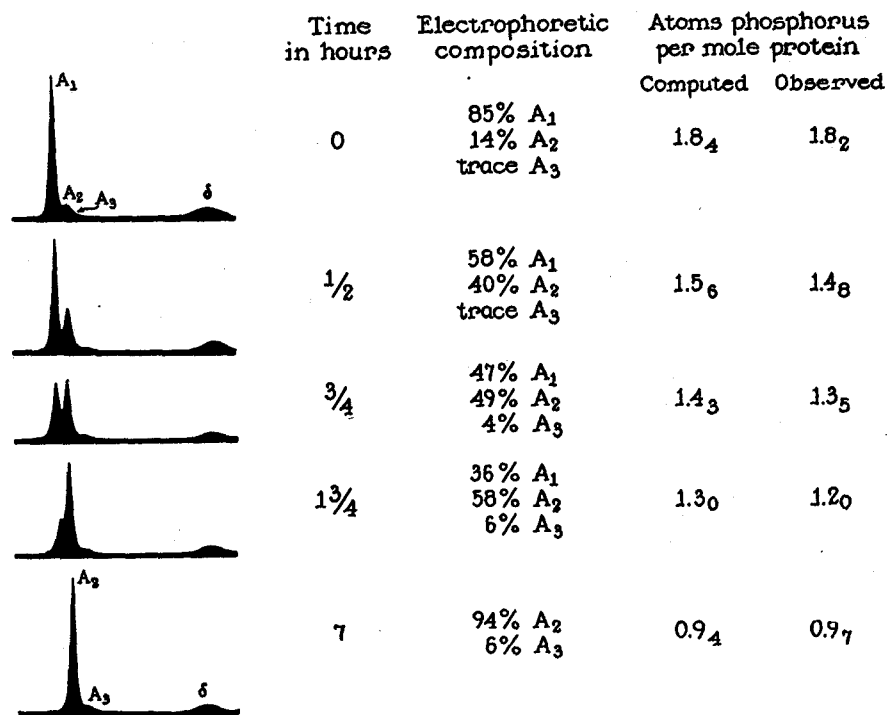 Time in hours Electrophoretic composition Atoms phosphorus per mole protein
Computed Observed
A₁
A₂ A₃ δ
0
85% A₁
14% A₂
trace A₃
1.8₄ 1.8₂
1/2
58% A₁
40% A₂
trace A₃
1.5₆ 1.4₈
3/4
47% A₁
49% A₂
4% A₃
1.4₃ 1.3₅
1 3/4
36% A₁
58% A₂
6% A₃
1.3₀ 1.2₀
A₂
A₃ δ
7
94% A₂
6% A₃
0.9₄ 0.9₇